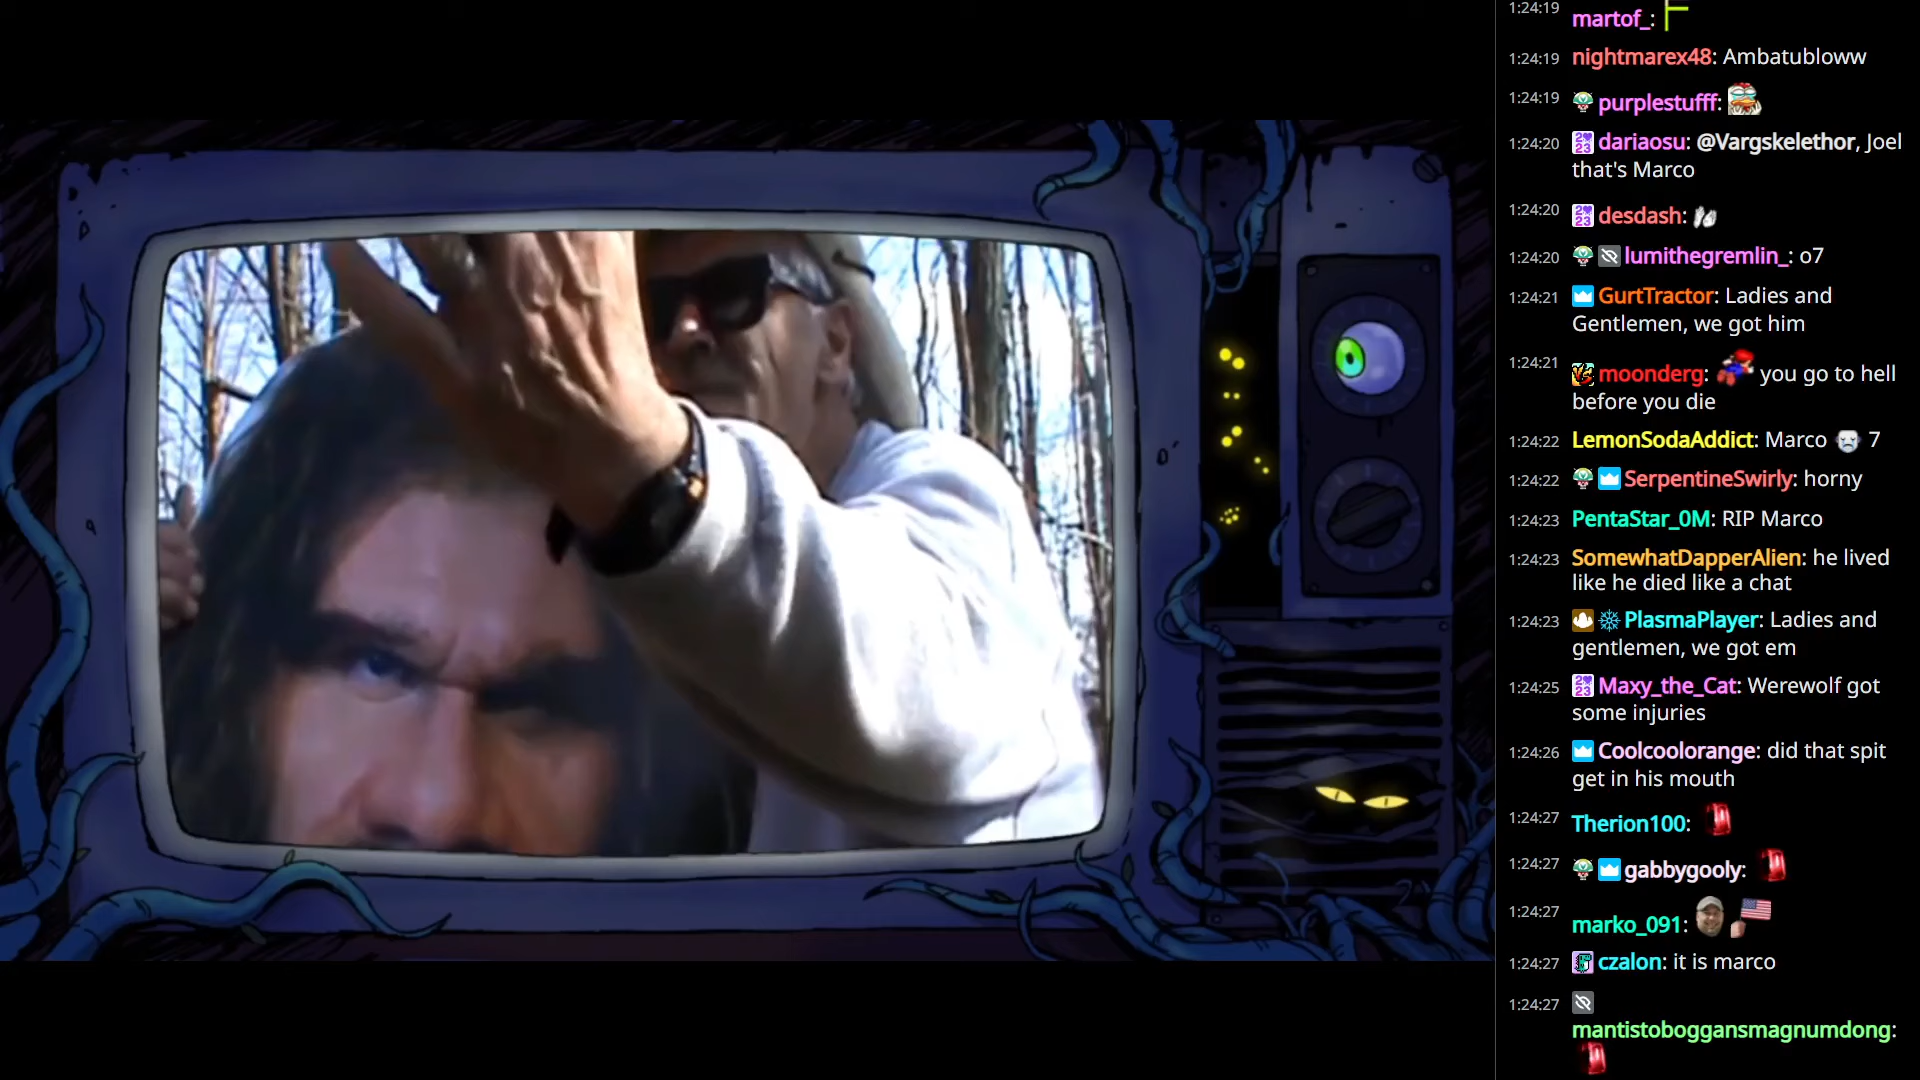 1:24:19 martof_:
1:24:19 nightmarex48: Ambatubloww
1:24:19 purplestufff:
1:24:20 dariaosu: @Vargskelethor, Joel
that's Marco
1:24:20 desdash:
1:24:20 lumithegremlin_: o7
1:24:21 GurtTractor: Ladies and
Gentlemen, we got him
1:24:21 moonderg: you go to hell
before you die
1:24:22 LemonSodaAddict: Marco 7
1:24:22 SerpentineSwirly: horny
1:24:23 PentaStar_0M: RIP Marco
1:24:23 SomewhatDapperAlien: he lived
like he died like a chat
1:24:23 PlasmaPlayer: Ladies and
gentlemen, we got em
1:24:25 Maxy_the_Cat: Werewolf got
some injuries
1:24:26 Coolcoolorange: did that spit
get in his mouth
1:24:27 Therion100:
1:24:27 gabbygooly:
1:24:27 marko_091:
1:24:27 czalon: it is marco
1:24:27
mantistoboggansmagnumdong: